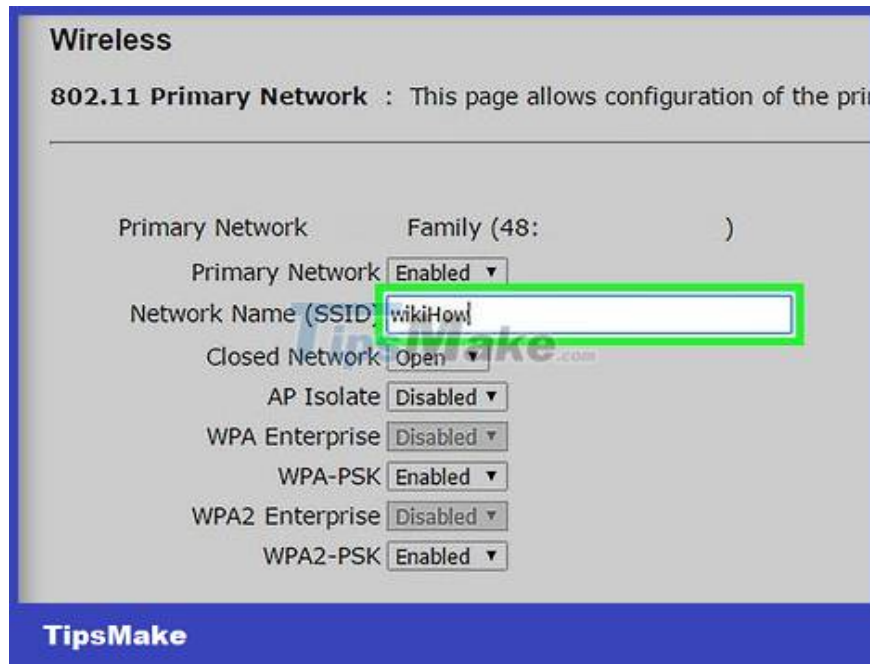 Wireless
802.11 Primary Network : This page allows configuration of the pri
Primary Network Family (48: )
Primary Network Enabled
Network Name (SSID) wikiHow
Closed Network Open
AP Isolate Disabled
WPA Enterprise Disabled
WPA-PSK Enabled
WPA2 Enterprise Disabled
WPA2-PSK Enabled
TipsMake.com
TipsMake